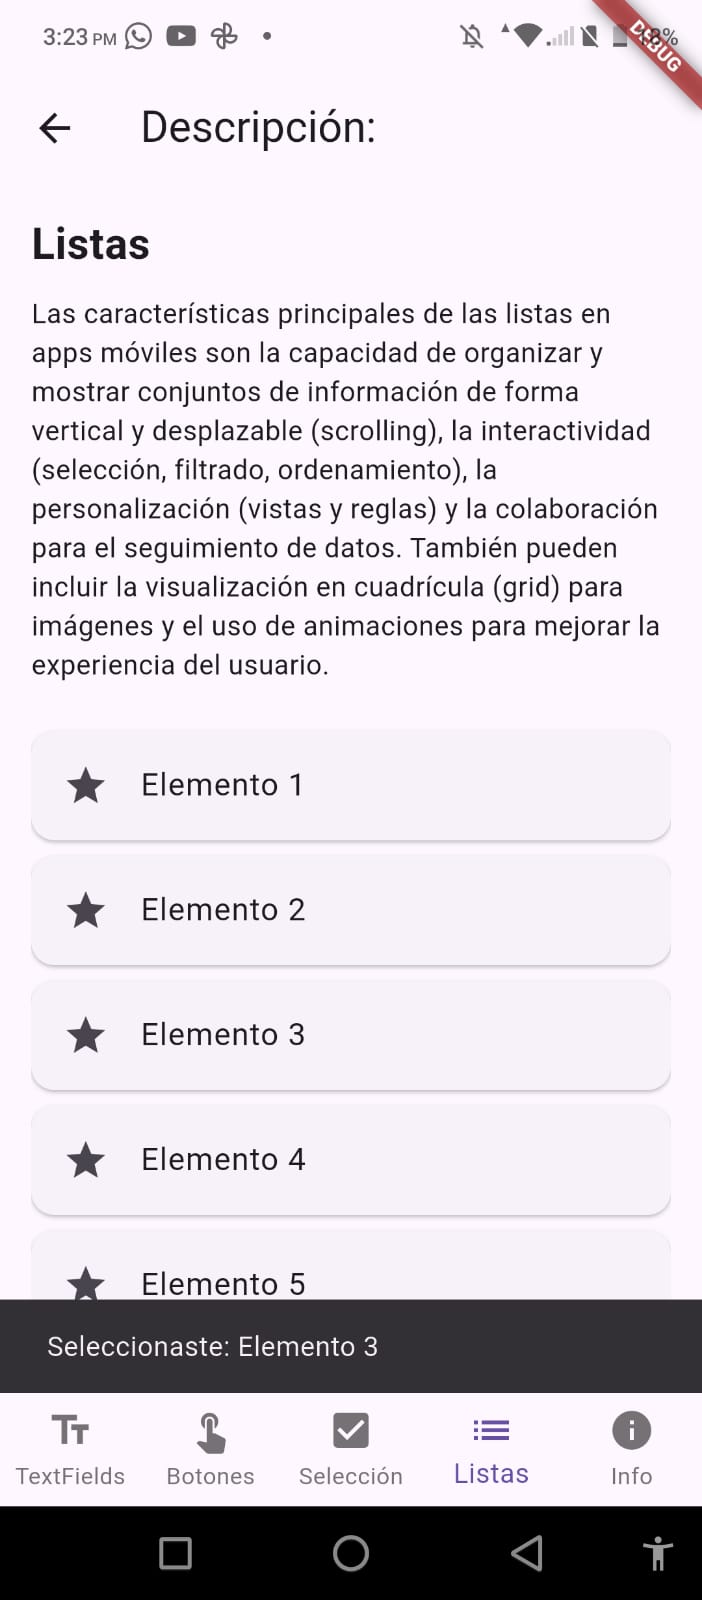 3:23 PM
DEBUG
Descripción:
Listas
Las características principales de las listas en
apps móviles son la capacidad de organizar y
mostrar conjuntos de información de forma
vertical y desplazable (scrolling), la interactividad
(selección, filtrado, ordenamiento), la
personalización (vistas y reglas) y la colaboración
para el seguimiento de datos. También pueden
incluir la visualización en cuadrícula (grid) para
imágenes y el uso de animaciones para mejorar la
experiencia del usuario.
Elemento 1
Elemento 2
Elemento 3
Elemento 4
Elemento 5
Seleccionaste: Elemento 3
TextFields
Botones
Selección
Listas
Info